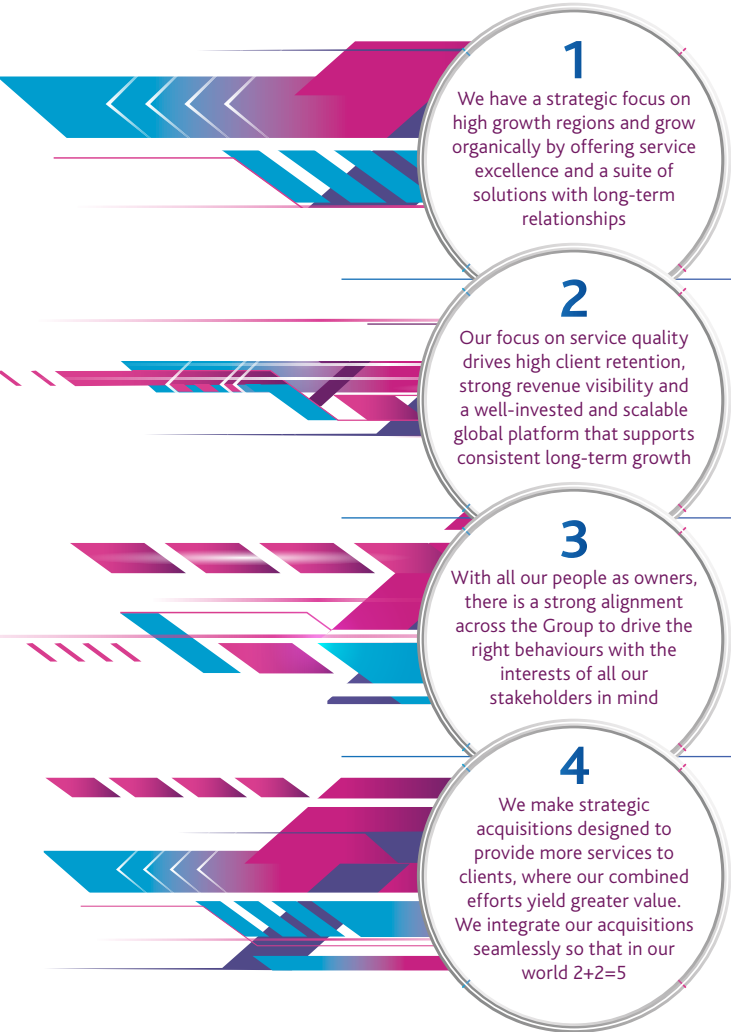 1
We have a strategic focus on
high growth regions and grow
organically by offering service
excellence and a suite of
solutions with long-term
relationships
2
Our focus on service quality
drives high client retention,
strong revenue visibility and
a well-invested and scalable
global platform that supports
consistent long-term growth
3
With all our people as owners,
there is a strong alignment
across the Group to drive the
right behaviours with the
interests of all our
stakeholders in mind
4
We make strategic
acquisitions designed to
provide more services to
clients, where our combined
efforts yield greater value.
We integrate our acquisitions
seamlessly so that in our
world 2+2=5